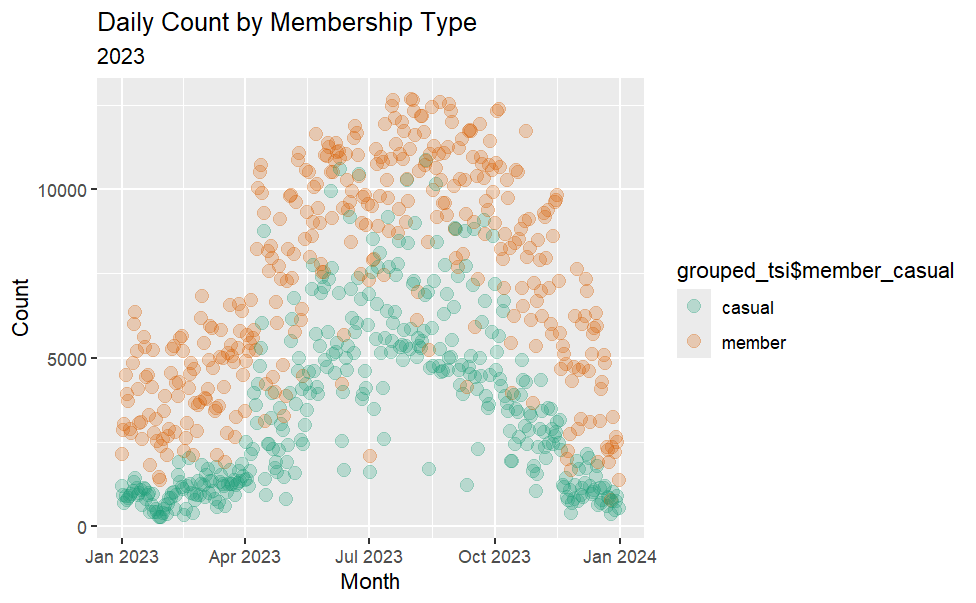 Daily Count by Membership Type
2023
Count
10000
5000
0
Jan 2023 Apr 2023 Jul 2023 Oct 2023 Jan 2024
Month
grouped_tsi$member_casual
casual
member